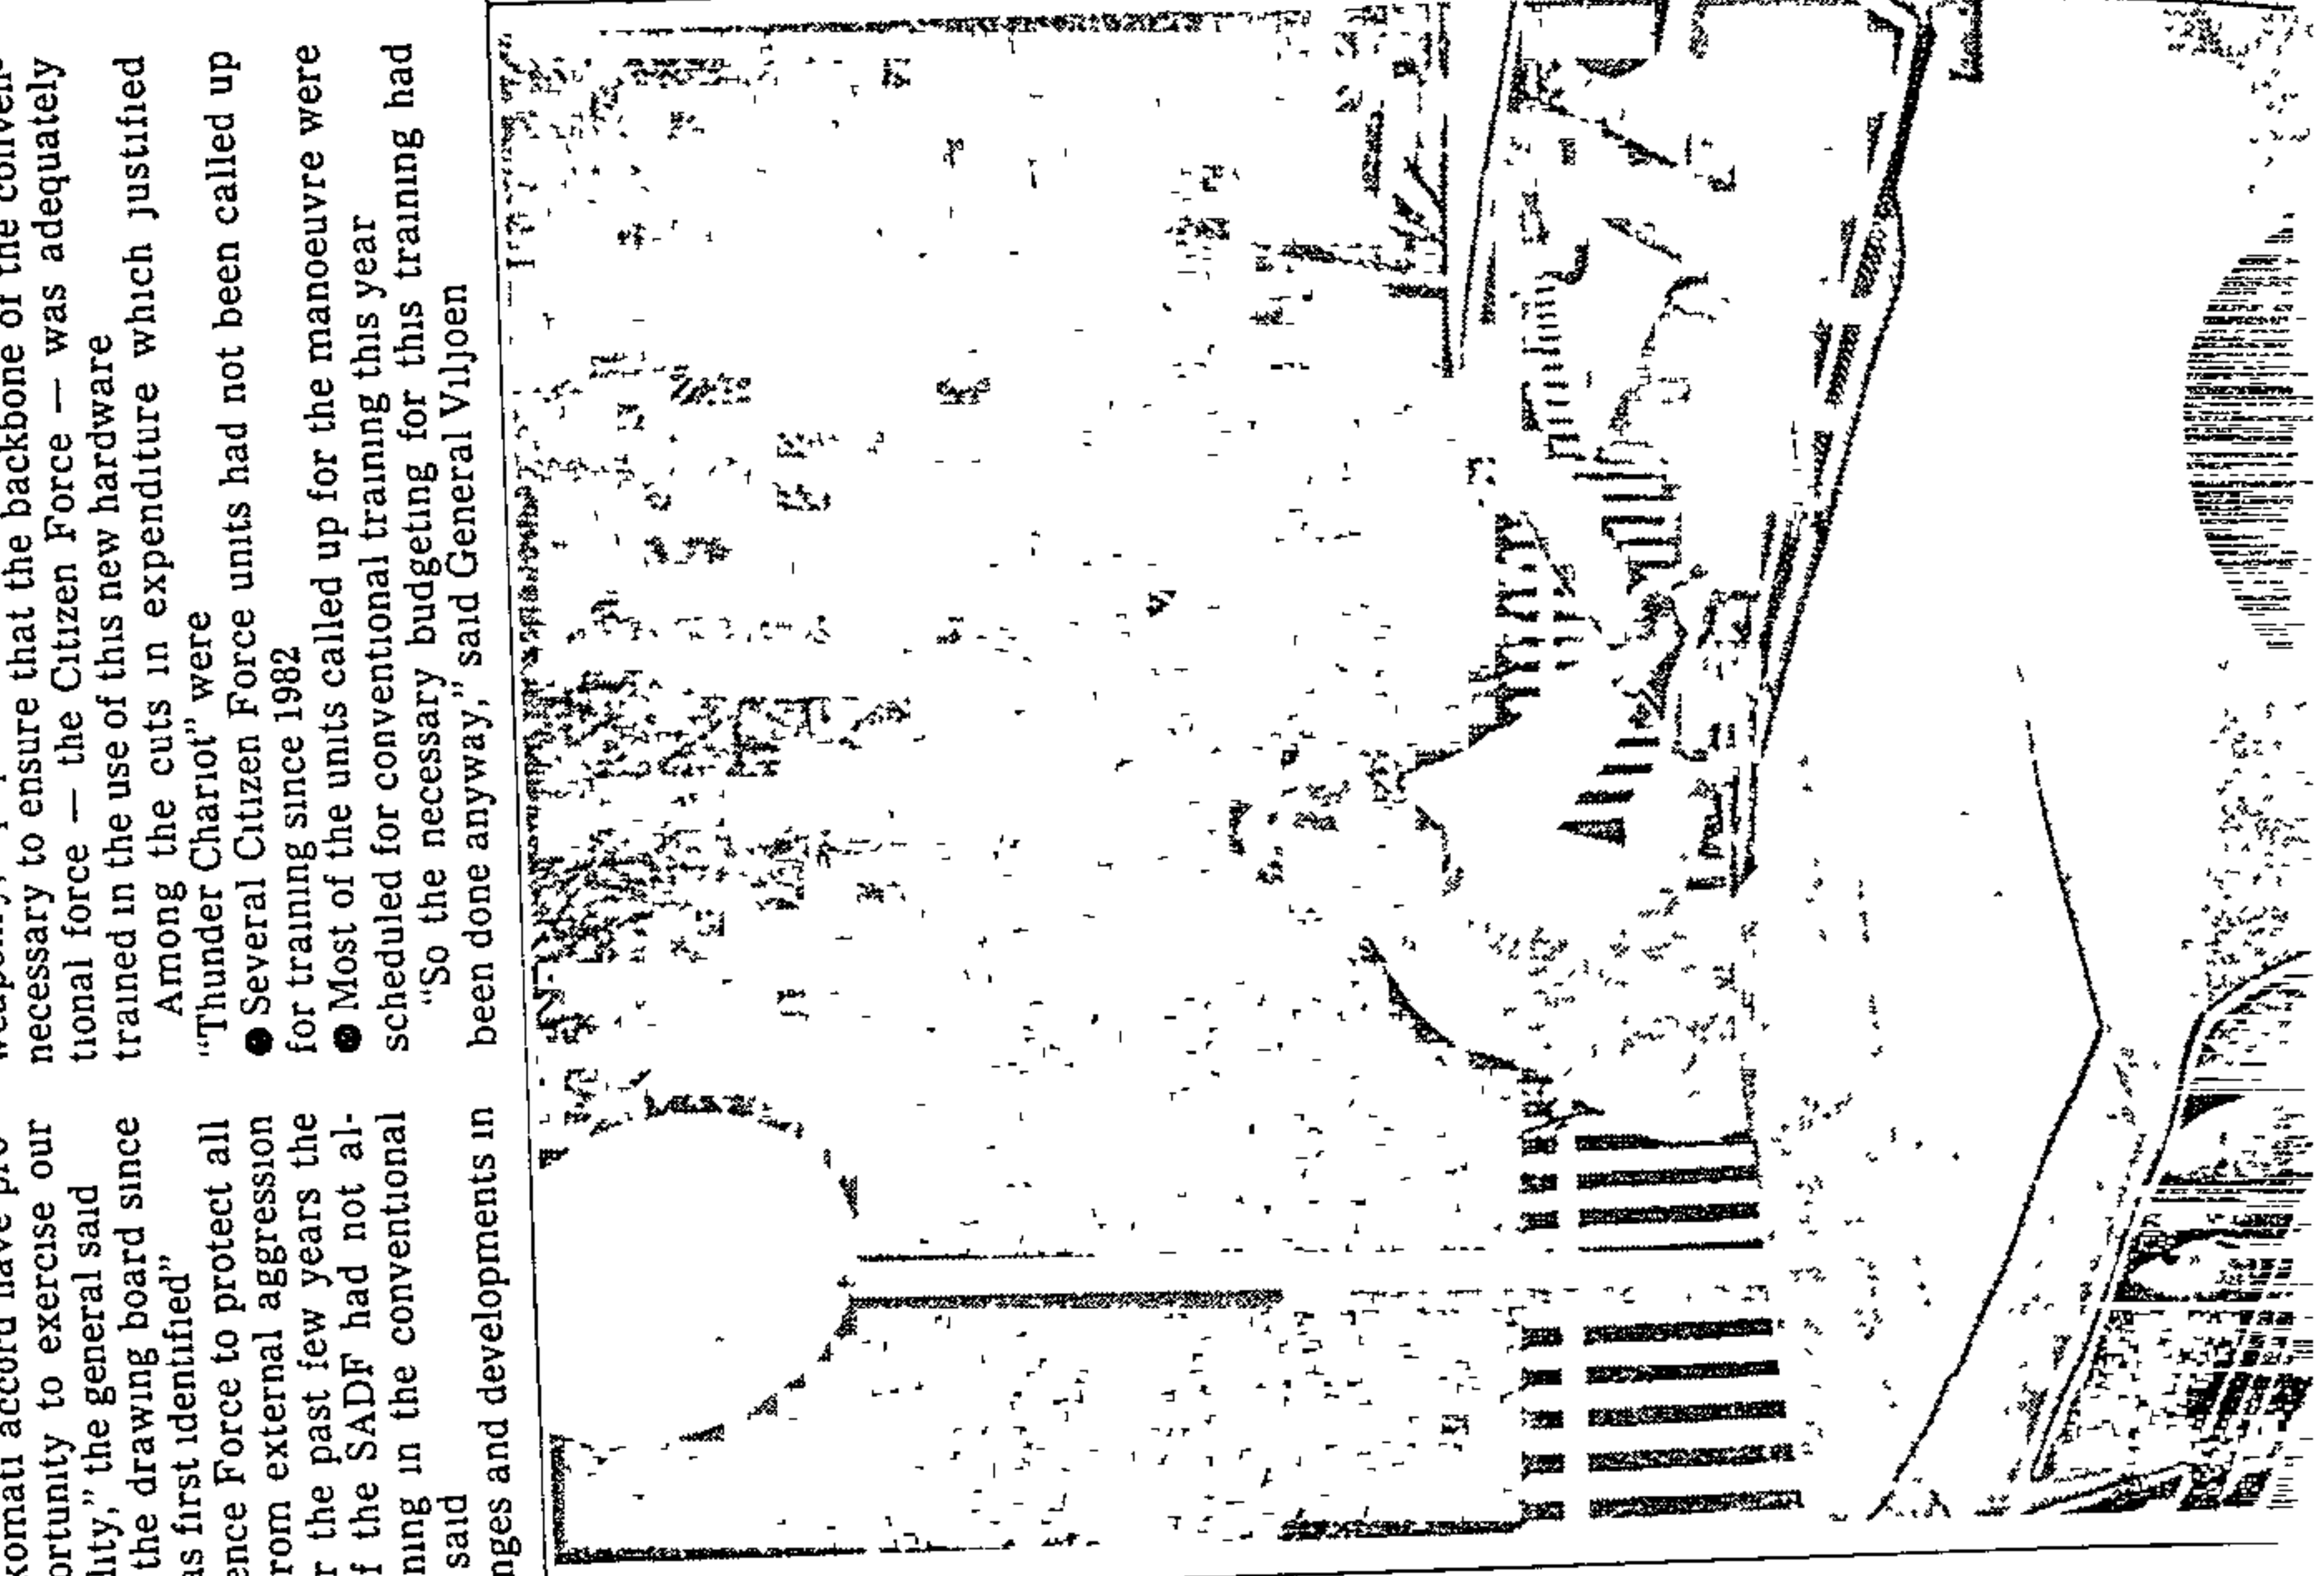 ortunity to exercise our
lity," the general said
the drawing board since
as first identified"
ence Force to protect all
rom external aggression
r the past few years the
f the SADF had not al-
ning in the conventional
said
nges and developments in
necessary to ensure that the backbone of the conven-
tional force — the Citizen Force — was adequately
trained in the use of this new hardware
Among the cuts in expenditure which justified
"Thunder Chariot" were
● Several Citizen Force units had not been called up
for training since 1982
● Most of the units called up for the manoeuvre were
scheduled for conventional training this year
"So the necessary budgeting for this training had
been done anyway," said General Viljoen